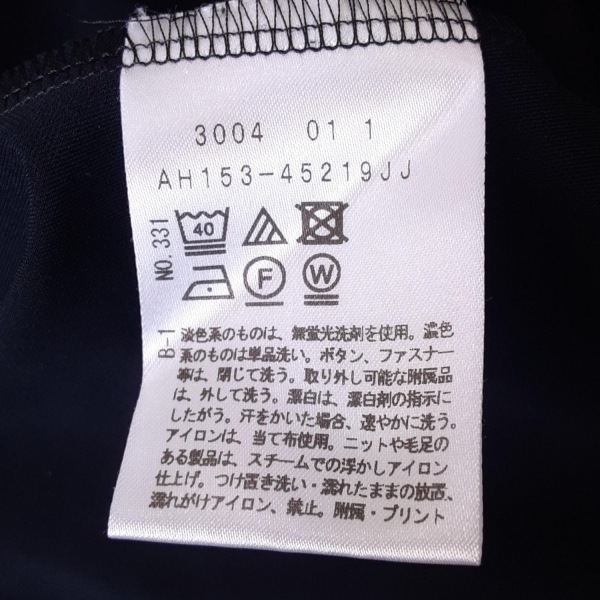 3004 01 1
AH153-45219JJ
NO.331
40
F
W
B-1
淡色系のものは、無蛍光洗剤を使用。濃色
系のものは単品洗い。ボタン、ファスナー
等は、閉じて洗う。取り外し可能な附属品
は、外して洗う。漂白は、漂白剤の指示に
したがう。汗をかいた場合、速やかに洗う。
アイロンは、当て布使用。ニットや毛足の
ある製品は、スチームでの浮かしアイロン
仕上げ。つけ置き洗い・濡れたままの放置、
濡れがけアイロン、禁止。附属・プリント